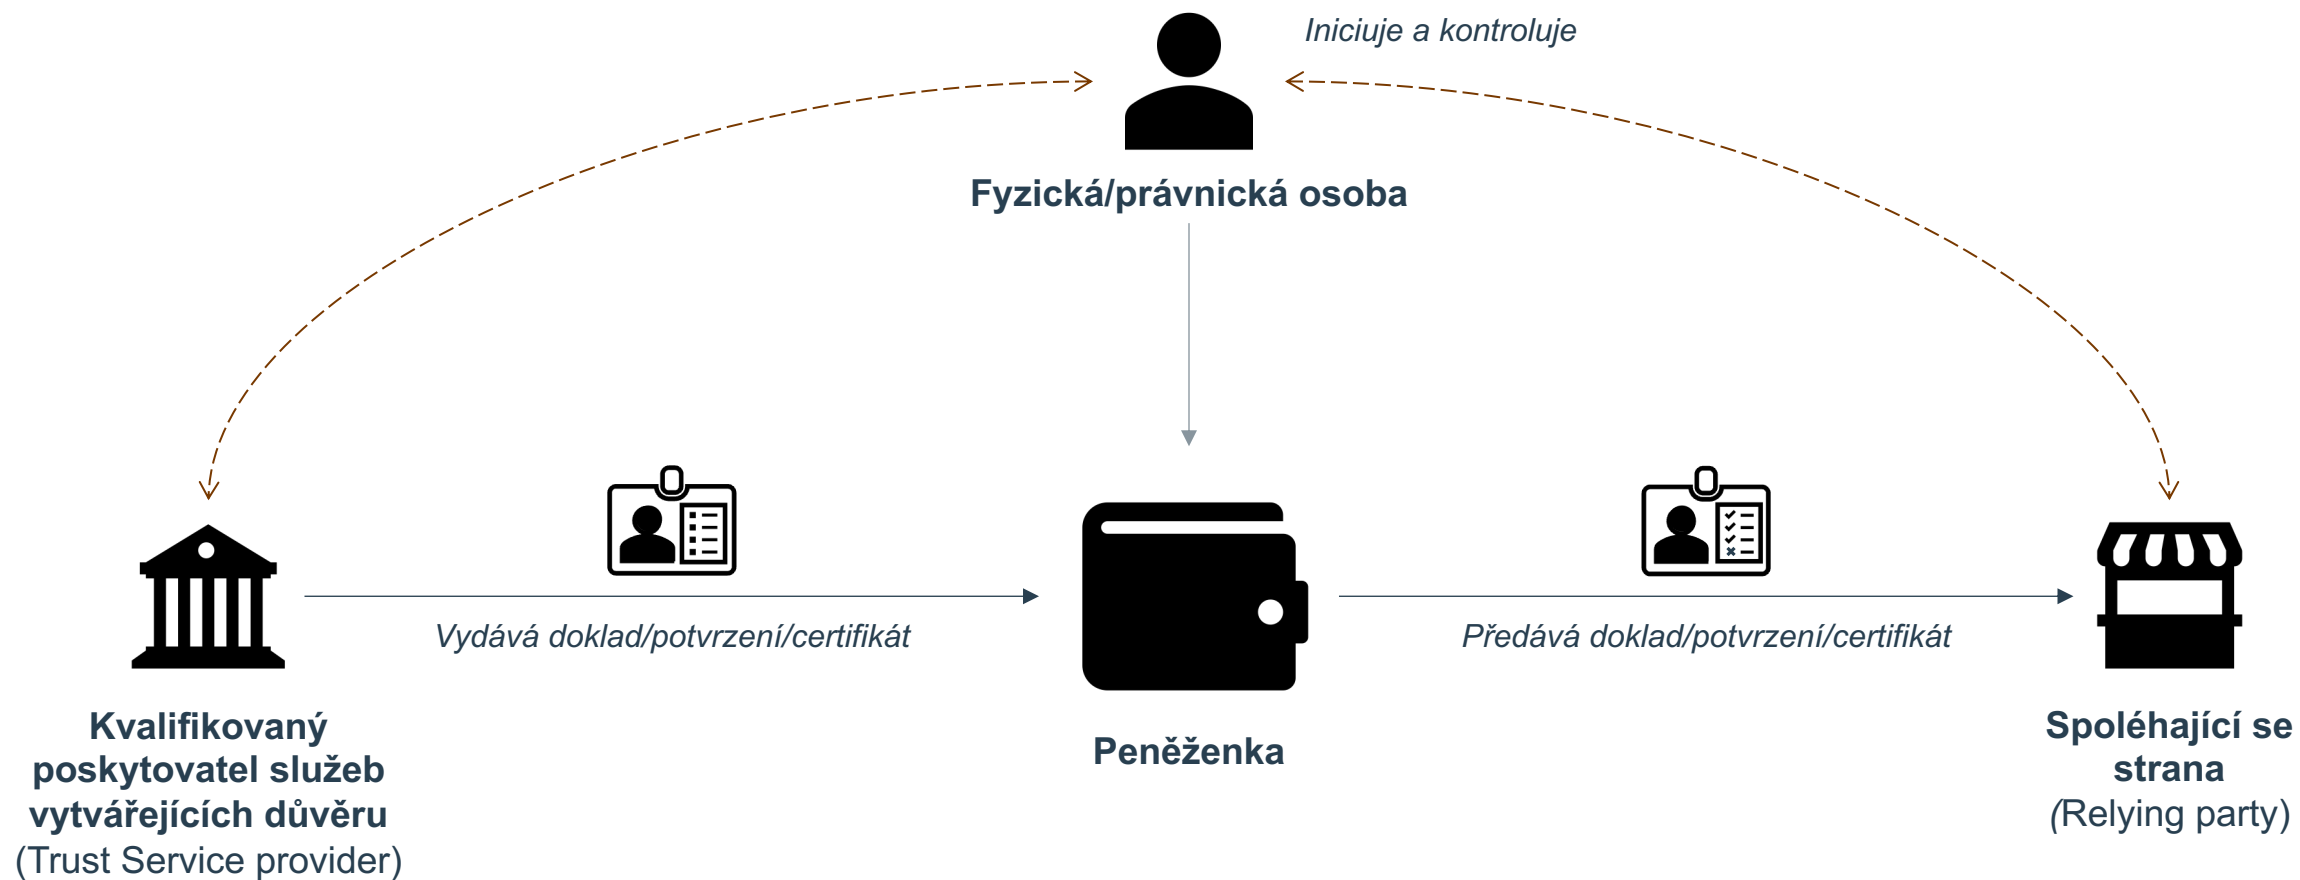 Iniciuje a kontroluje
Fyzická/právnická osoba
Vydává doklad/potvrzení/certifikát
Předává doklad/potvrzení/certifikát
Kvalifikovaný
poskytovatel služeb
vytvářejících důvěru
(Trust Service provider)
Peněženka
Spoléhající se
strana
(Relying party)